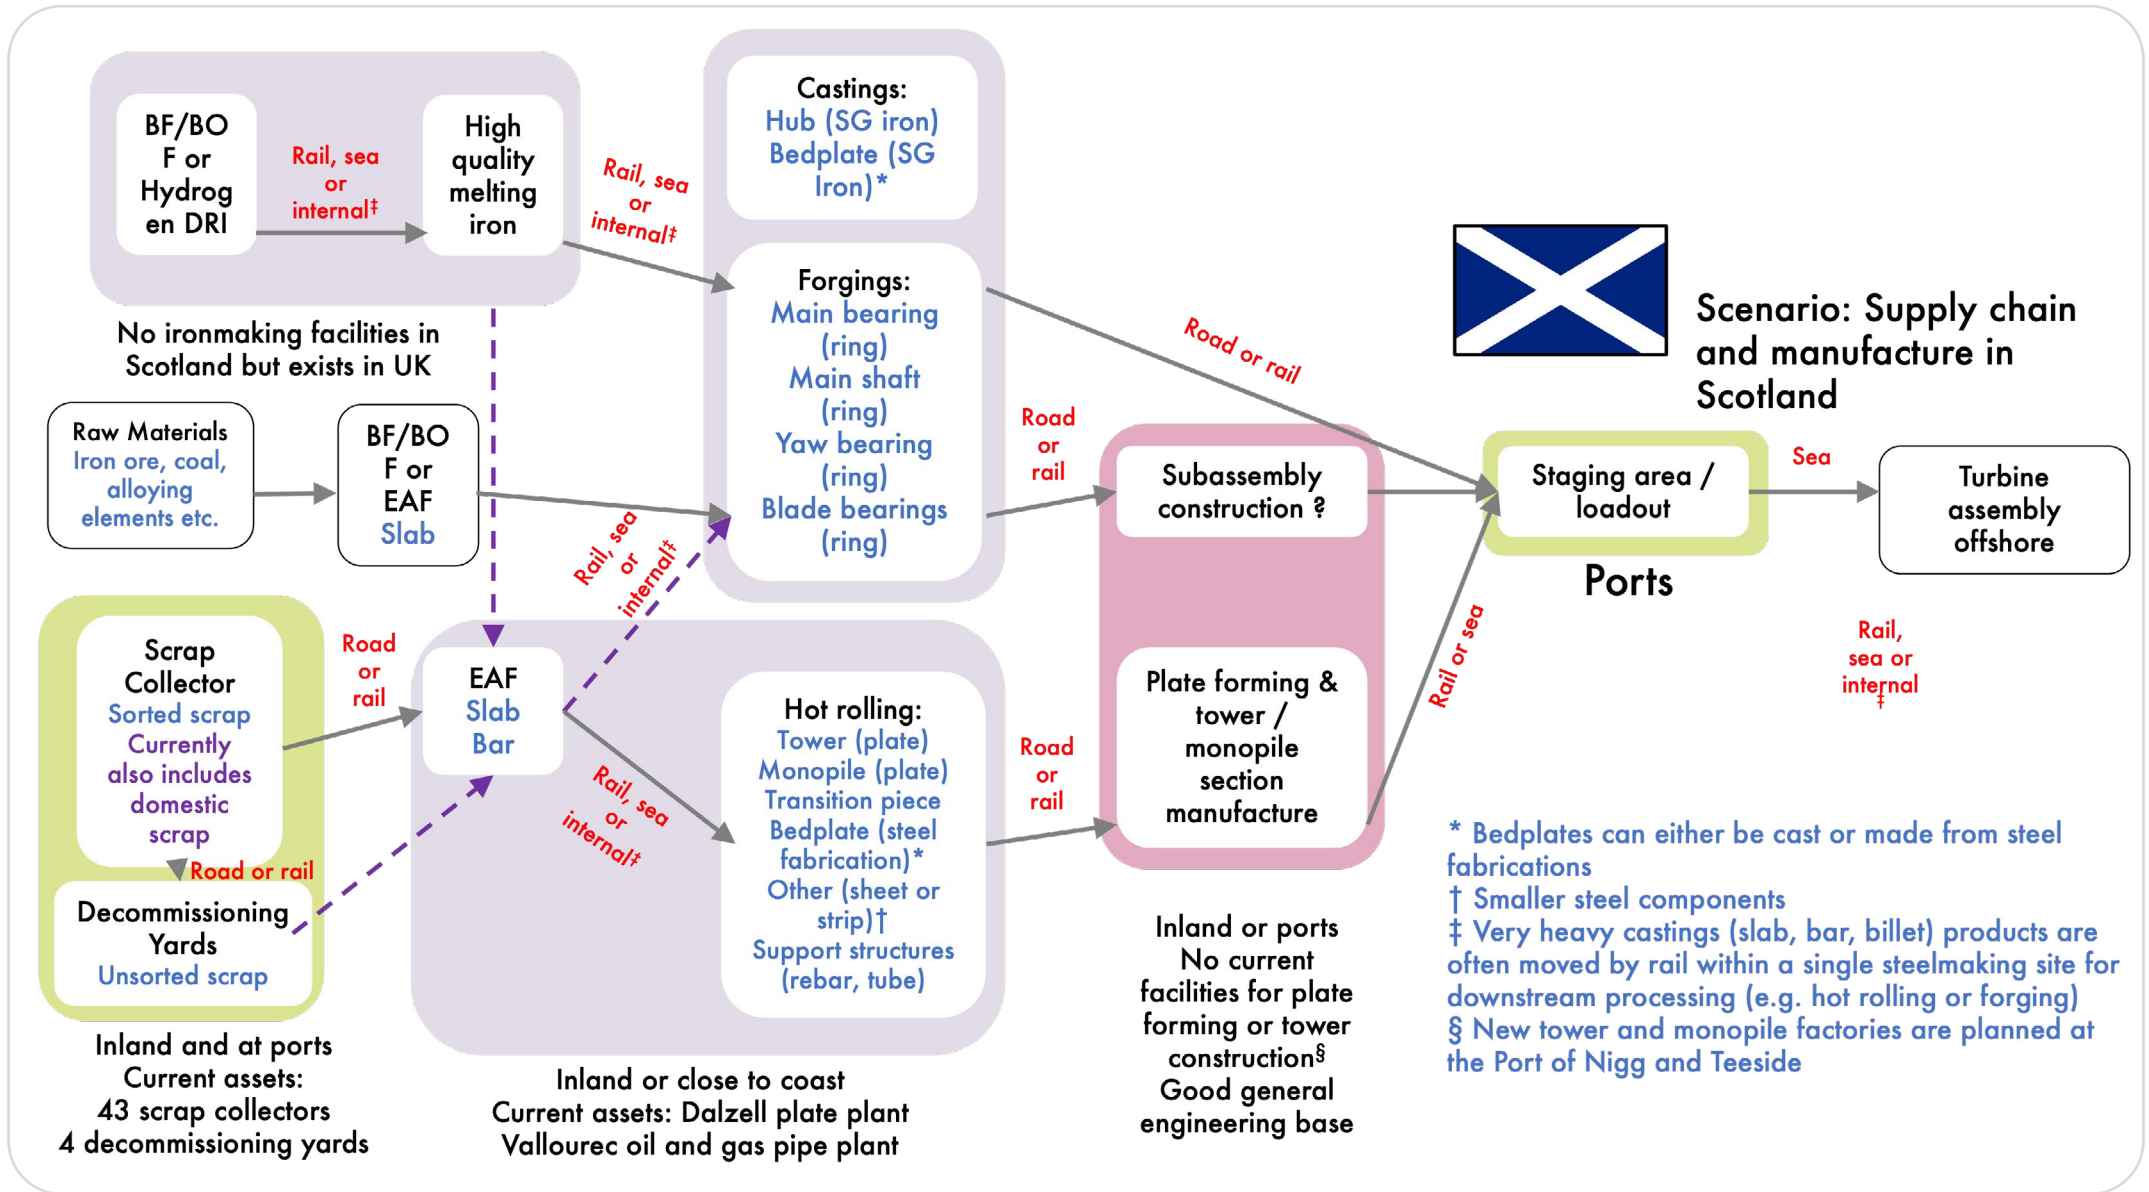 BF/BO
F or
Hydrog
en DRI
Rail, sea
or
internal‡
High
quality
melting
iron
Rail, sea
or
internal‡
No ironmaking facilities in
Scotland but exists in UK
Castings:
Hub (SG iron)
Bedplate (SG
Iron)*
Forgings:
Main bearing
(ring)
Main shaft
(ring)
Yaw bearing
(ring)
Blade bearings
(ring)
Raw Materials
Iron ore, coal,
alloying
elements etc.
BF/BO
F or
EAF
Slab
Rail, sea
or
internal‡
Scrap
Collector
Sorted scrap
Currently
also includes
domestic
scrap
Road or rail
Decommissioning
Yards
Unsorted scrap
Inland and at ports
Current assets:
43 scrap collectors
4 decommissioning yards
Road
or
rail
EAF
Slab
Bar
Rail, sea
or
internal‡
Hot rolling:
Tower (plate)
Monopile (plate)
Transition piece
Bedplate (steel
fabrication)*
Other (sheet or
strip)†
Support structures
(rebar, tube)
Inland or close to coast
Current assets: Dalzell plate plant
Vallourec oil and gas pipe plant
Road or rail
Road
or
rail
Subassembly
construction ?
Road
or
rail
Plate forming &
tower /
monopile
section
manufacture
Inland or ports
No current
facilities for plate
forming or tower
construction§
Good general
engineering base
Rail or sea
Scenario: Supply chain
and manufacture in
Scotland
Staging area /
loadout
Ports
Sea
Turbine
assembly
offshore
Rail,
sea or
internal
‡
* Bedplates can either be cast or made from steel
fabrications
† Smaller steel components
‡ Very heavy castings (slab, bar, billet) products are
often moved by rail within a single steelmaking site for
downstream processing (e.g. hot rolling or forging)
§ New tower and monopile factories are planned at
the Port of Nigg and Teeside